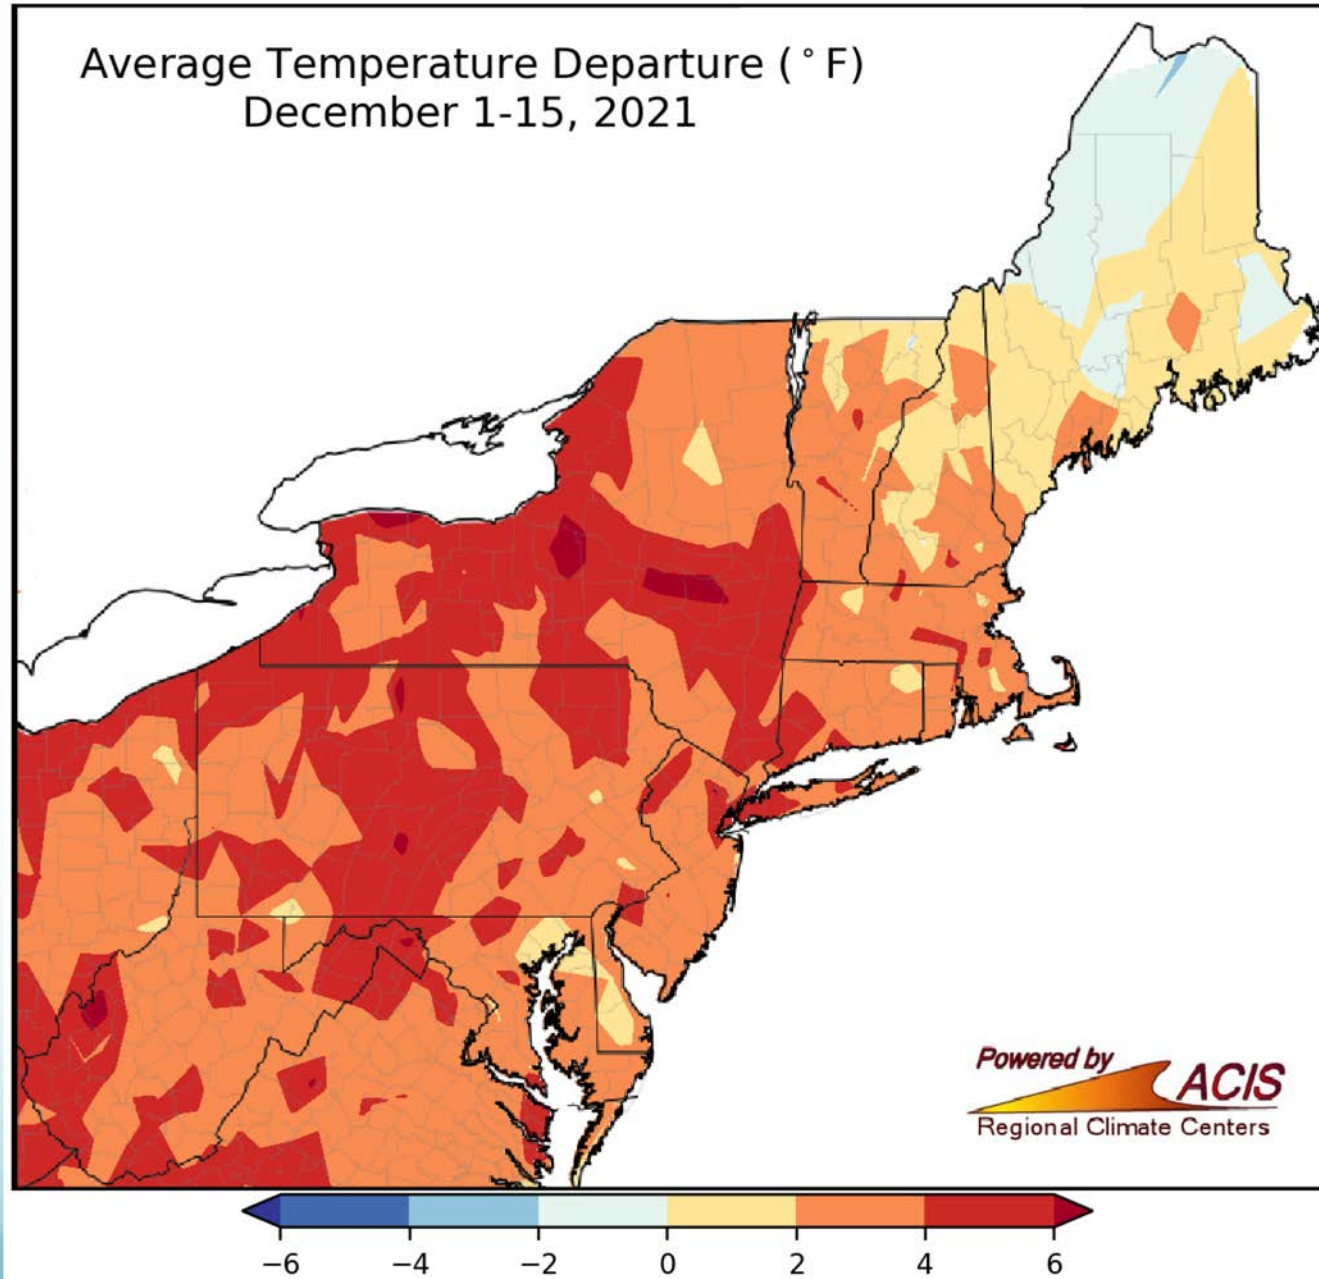 Average Temperature Departure (°F)
December 1-15, 2021
Powered by
ACIS
Regional Climate Centers
−6 −4 −2 0 2 4 6